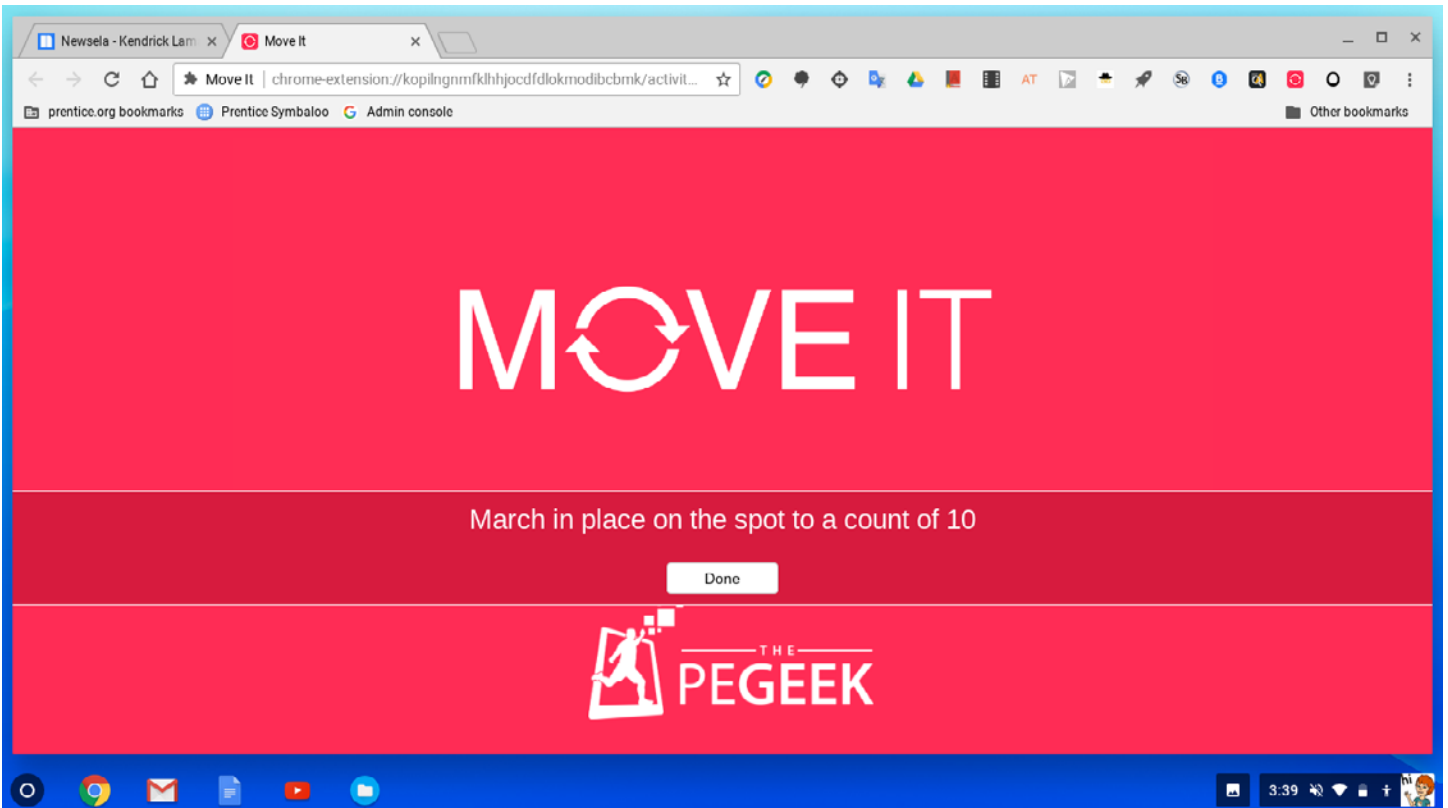 Newsela - Kendrick Lam
Move It
Move It | chrome-extension://kopilngnmfklhhjocdfdlokmodibcbmk/activit...
AT
SR
prentice.org bookmarks
Prentice Symbaloo
G Admin console
Other bookmarks
MOVE IT
March in place on the spot to a count of 10
Done
THE
PEGEEK
3:39
hi